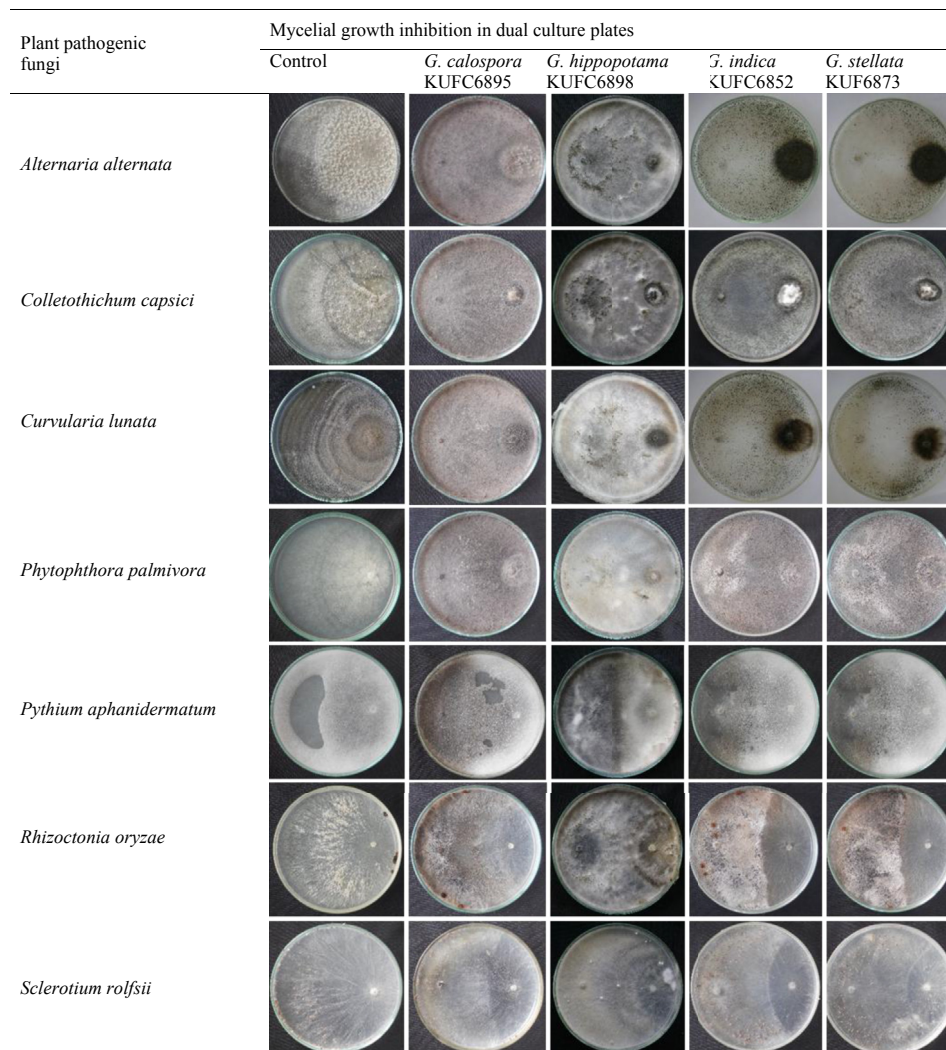 Plant pathogenic
fungi
Mycelial growth inhibition in dual culture plates
Control
G. calospora
KUFC6895
G. hippopotama
KUFC6898
G. indica
KUFC6852
G. stellata
KUF6873
Alternaria alternata
Colletothichum capsici
Curvularia lunata
Phytophthora palmivora
Pythium aphanidermatum
Rhizoctonia oryzae
Sclerotium rolfsii